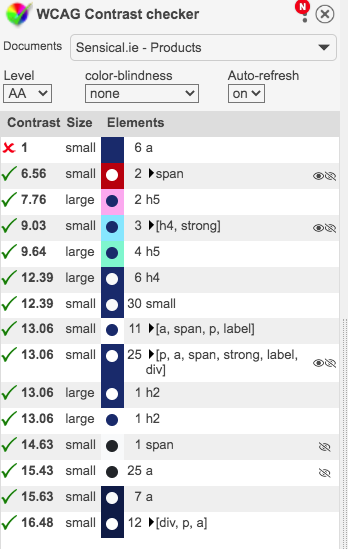 N
WCAG Contrast checker
Documents Sensical.ie - Products
Level color-blindness Auto-refresh
AA none on
Contrast Size Elements
1 small 6 a
6.56 small 2 span
7.76 large 2 h5
9.03 small 3 [h4, strong]
9.64 large 4 h5
12.39 large 6 h4
12.39 small 30 small
13.06 small 11 [a, span, p, label]
13.06 small 25 [p, a, span, strong, label,
div]
13.06 large 1 h2
13.06 large 1 h2
14.63 small 1 span
15.43 small 25 a
15.63 small 7 a
16.48 small 12 [div, p, a]